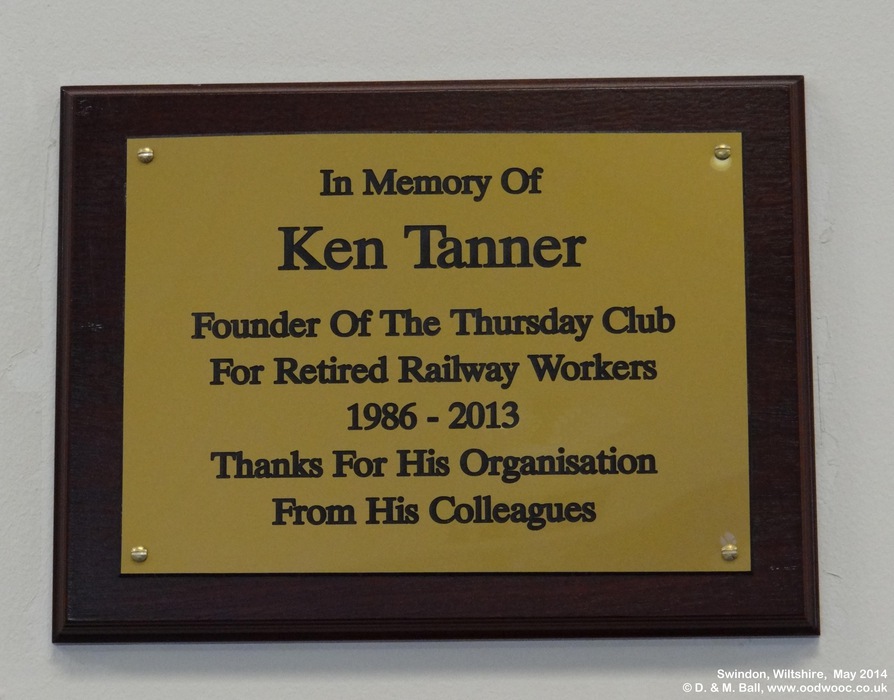 In Memory Of
Ken Tanner
Founder Of The Thursday Club
For Retired Railway Workers
1986 - 2013
Thanks For His Organisation
From His Colleagues
Swindon, Wiltshire, May 2014
© D. & M. Ball, www.oodwooc.co.uk